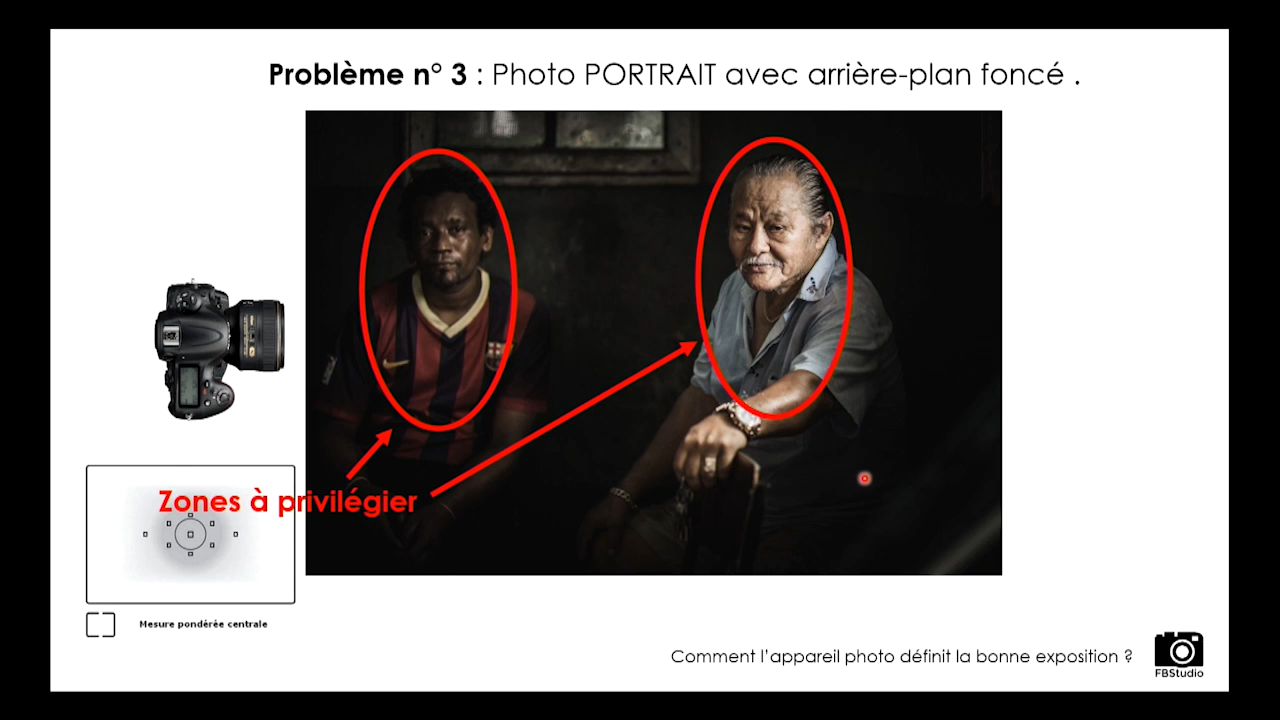 Problème n° 3 : Photo PORTRAIT avec arrière-plan foncé .
Zones à privilégier
Mesure pondérée centrale
Comment l'appareil photo définit la bonne exposition ?
FBStudio